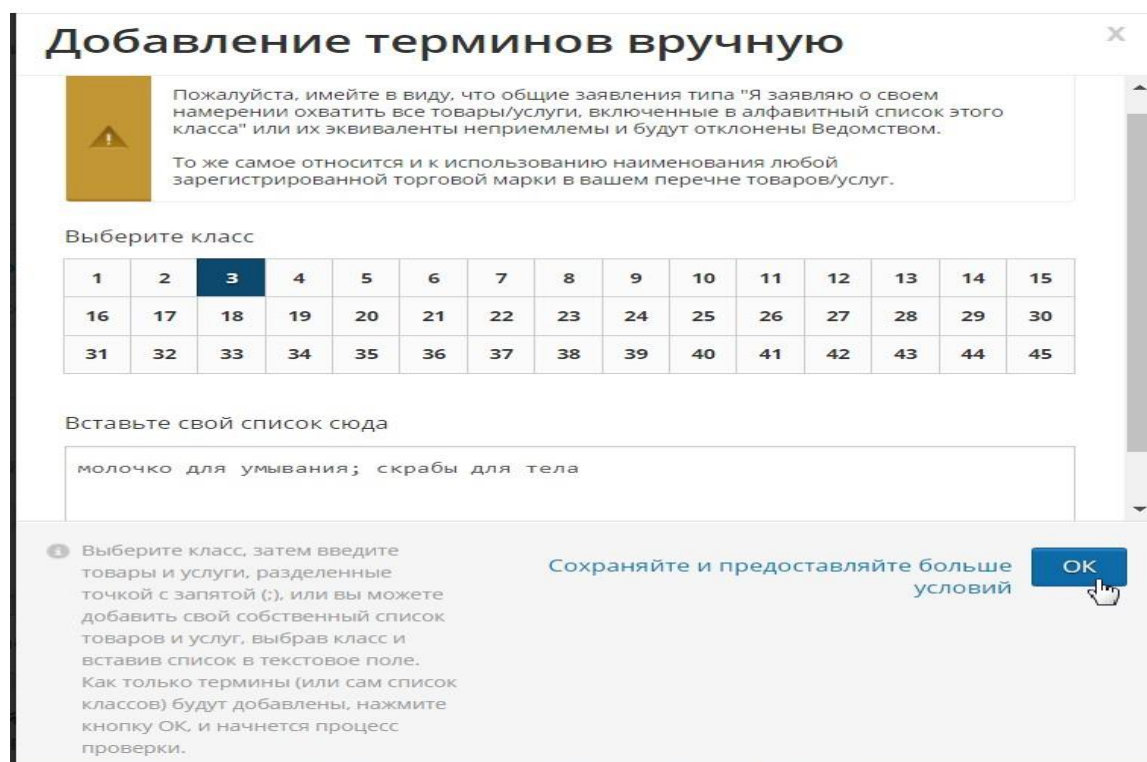 Добавление терминов вручную
x
Пожалуйста, имейте в виду, что общие заявления типа "Я заявляю о своем
намерении охватить все товары/услуги, включенные в алфавитный список этого
класса" или их эквиваленты неприемлемы и будут отклонены Ведомством.
То же самое относится и к использованию наименования любой
зарегистрированной торговой марки в вашем перечне товаров/услуг.
Выберите класс
1 2 3 4 5 6 7 8 9 10 11 12 13 14 15
16 17 18 19 20 21 22 23 24 25 26 27 28 29 30
31 32 33 34 35 36 37 38 39 40 41 42 43 44 45
Вставьте свой список сюда
молочко для умывания; скрабы для тела
Выберите класс, затем введите
товары и услуги, разделенные
точкой с запятой (;), или вы можете
добавить свой собственный список
товаров и услуг, выбрав класс и
вставив список в текстовое поле.
Как только термины (или сам список
классов) будут добавлены, нажмите
кнопку ОК, и начнется процесс
проверки.
Сохраняйте и предоставляйте больше
условий
ОК